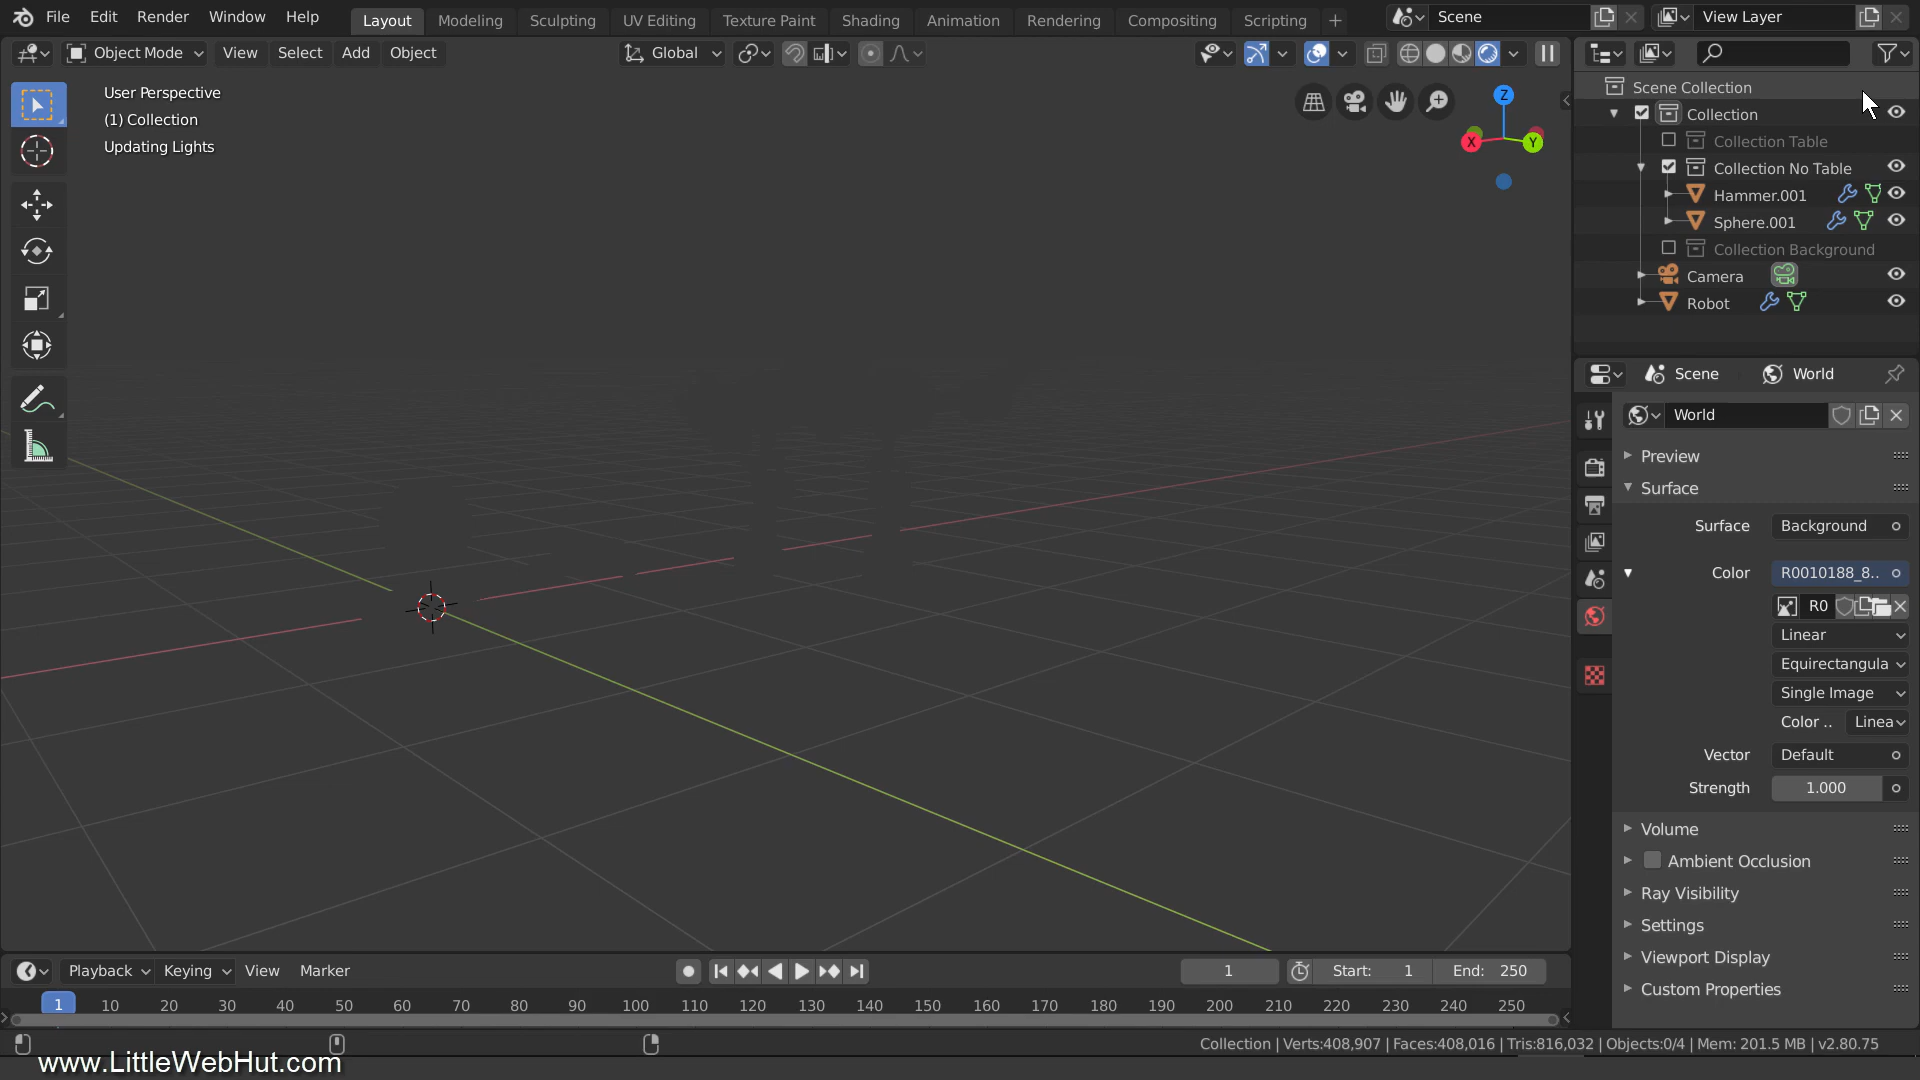 File Edit Render Window Help Layout Modeling Sculpting UV Editing Texture Paint Shading Animation Rendering Compositing Scripting + Scene View Layer
Object Mode View Select Add Object Global
User Perspective
(1) Collection
Updating Lights
Z
X
Y
Scene Collection
Collection
Collection Table
Collection No Table
Hammer.001
Sphere.001
Collection Background
Camera
Robot
Scene World
World
Preview
Surface
Surface Background
Color R0010188_8..
R0
Linear
Equirectangula
Single Image
Color .. Linea
Vector Default
Strength 1.000
Volume
Ambient Occlusion
Ray Visibility
Settings
Viewport Display
Custom Properties
Playback Keying View Marker 1 Start: 1 End: 250
1 10 20 30 40 50 60 70 80 90 100 110 120 130 140 150 160 170 180 190 200 210 220 230 240 250
Collection | Verts:408,907 | Faces:408,016 | Tris:816,032 | Objects:0/4 | Mem: 201.5 MB | v2.80.75
www.LittleWebHut.com